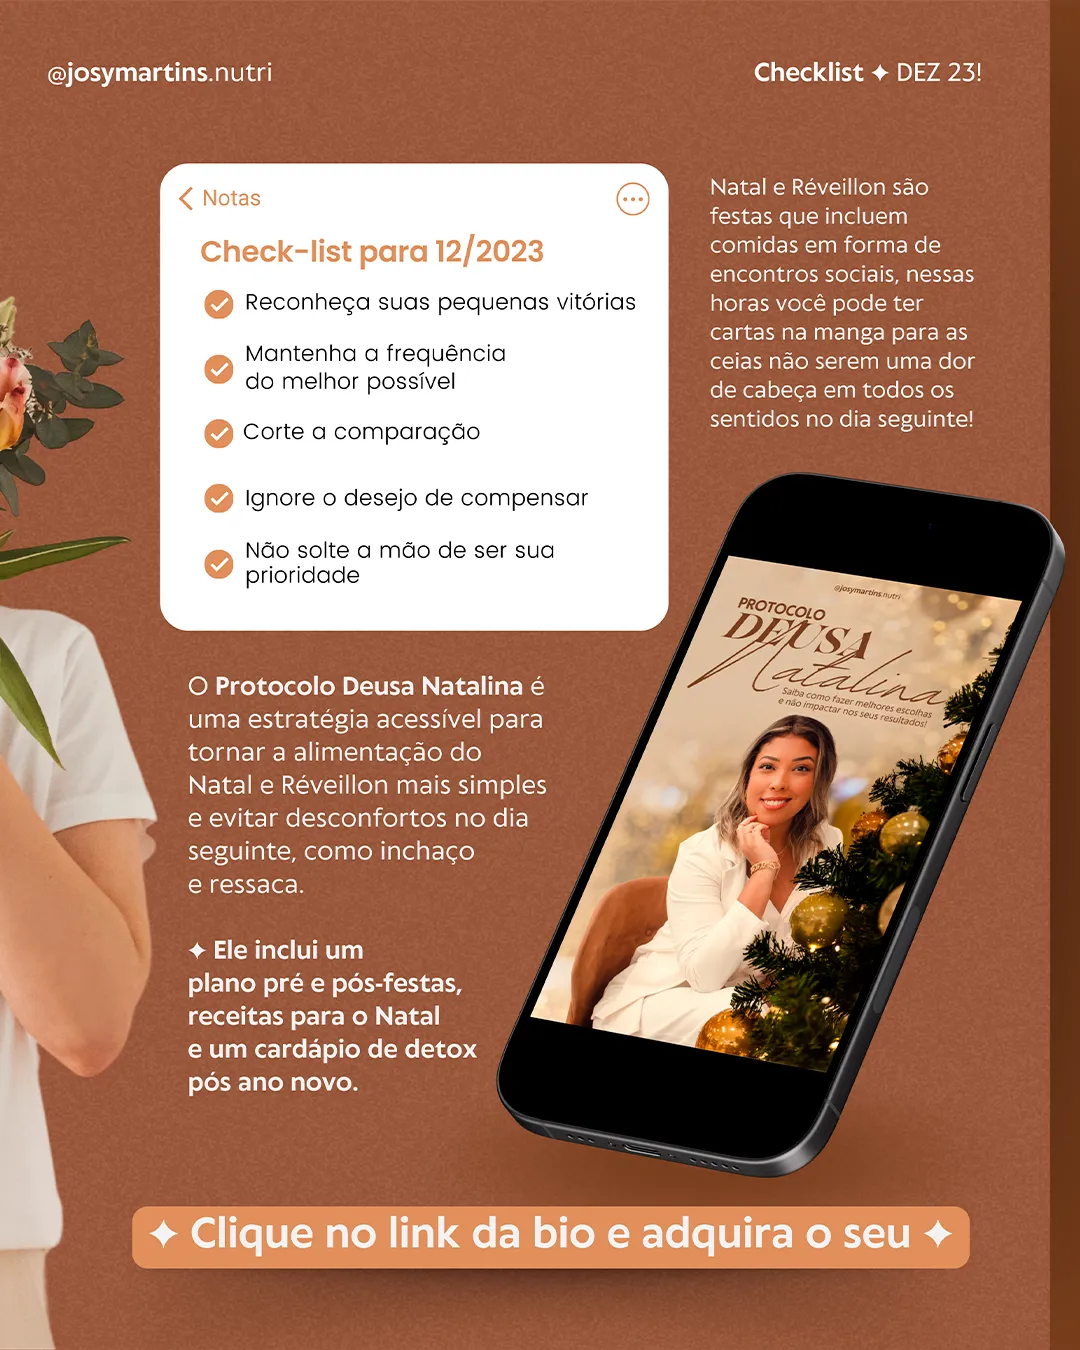 @josymartins.nutri
Checklist ✦ DEZ 23!
Notas
Check-list para 12/2023
Reconheça suas pequenas vitórias
Mantenha a frequência
do melhor possível
Corte a comparação
Ignore o desejo de compensar
Não solte a mão de ser sua
prioridade
Natal e Réveillon são
festas que incluem
comidas em forma de
encontros sociais, nessas
horas você pode ter
cartas na manga para as
ceias não serem uma dor
de cabeça em todos os
sentidos no dia seguinte!
@josymartins.nutri
PROTOCOLO
DEUSA
Natalina
Saiba como fazer melhores escolhas
e não impactar nos seus resultados!
O Protocolo Deusa Natalina é
uma estratégia acessível para
tornar a alimentação do
Natal e Réveillon mais simples
e evitar desconfortos no dia
seguinte, como inchaço
e ressaca.
✦ Ele inclui um
plano pré e pós-festas,
receitas para o Natal
e um cardápio de detox
pós ano novo.
✦ Clique no link da bio e adquira o seu ✦